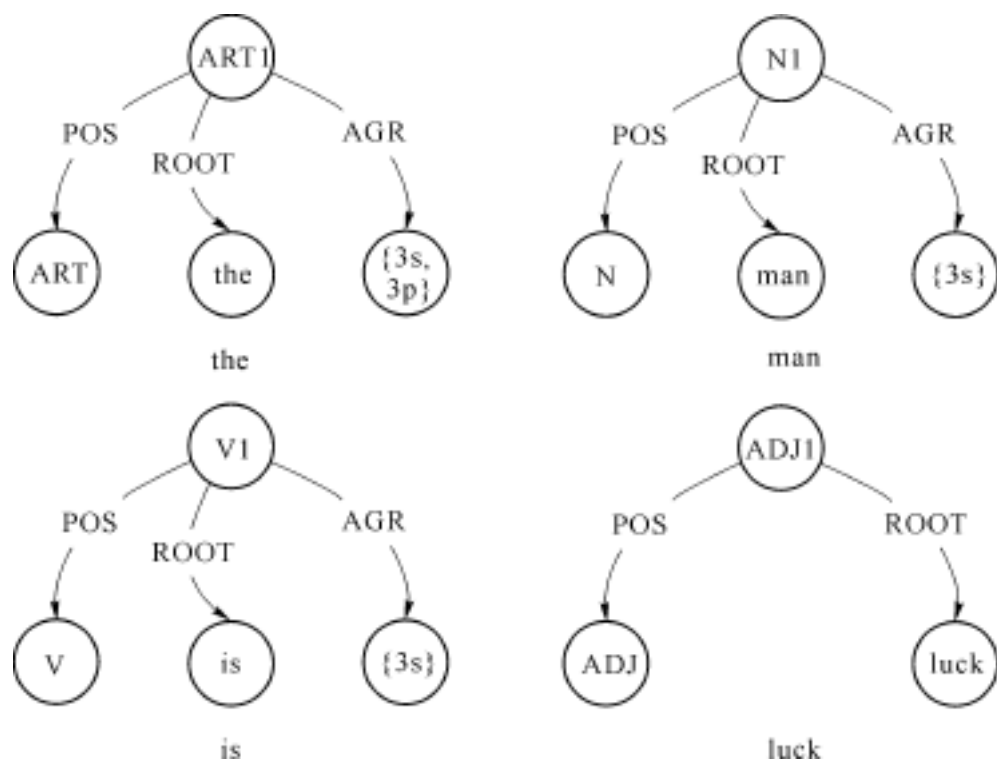 ART1 N1
POS AGR POS AGR
ROOT ROOT
ART the {3s, 3p} N man {3s}
the man
V1 ADJ1
POS AGR POS ROOT
ROOT
V is {3s} ADJ luck
is luck